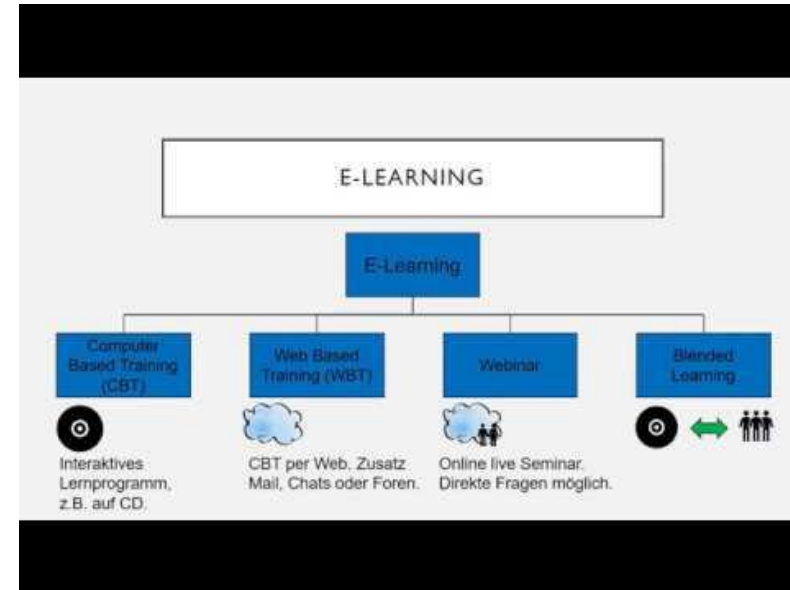 E-LEARNING
E-Learning
Computer
Based Training
(CBT)
Web Based
Training (WBT)
Webinar
Blended
Learning
Interaktives
Lernprogramm,
z.B. auf CD.
CBT per Web. Zusatz
Mail, Chats oder Foren.
Online live Seminar.
Direkte Fragen möglich.